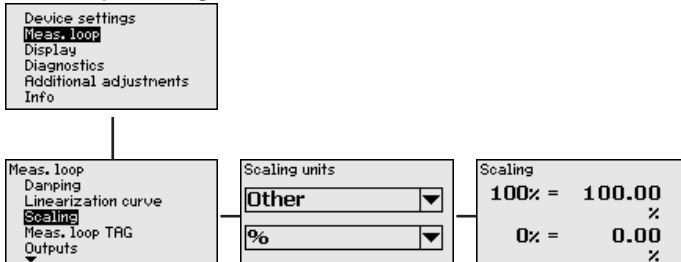 Device settings
Meas. loop
Display
Diagnostics
Additional adjustments
Info
Meas. loop
Damping
Linearization curve
Scaling
Meas. loop TAG
Outputs
Scaling units
Other
%
Scaling
100% = 100.00
%
0% = 0.00
%